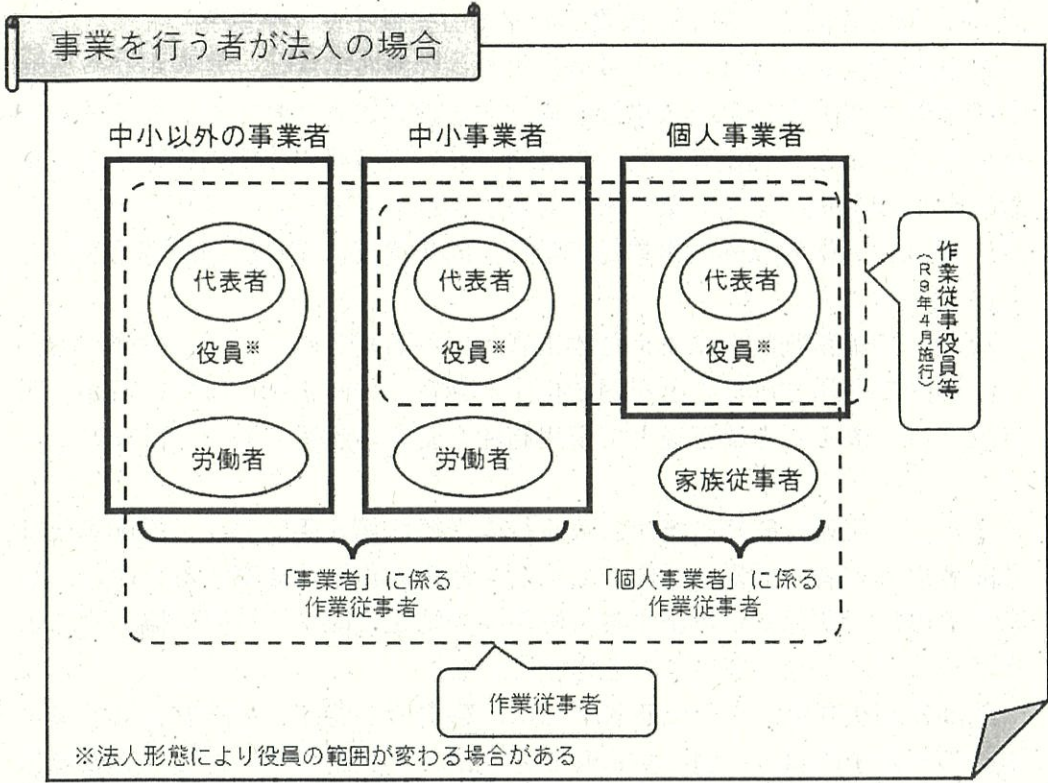 事業を行う者が法人の場合
中小以外の事業者
中小事業者
個人事業者
代表者
役員※
労働者
代表者
役員※
労働者
代表者
役員※
家族従事者
作業従事役員等
（R9年4月施行）
「事業者」に係る
作業従事者
「個人事業者」に係る
作業従事者
作業従事者
※法人形態により役員の範囲が変わる場合がある